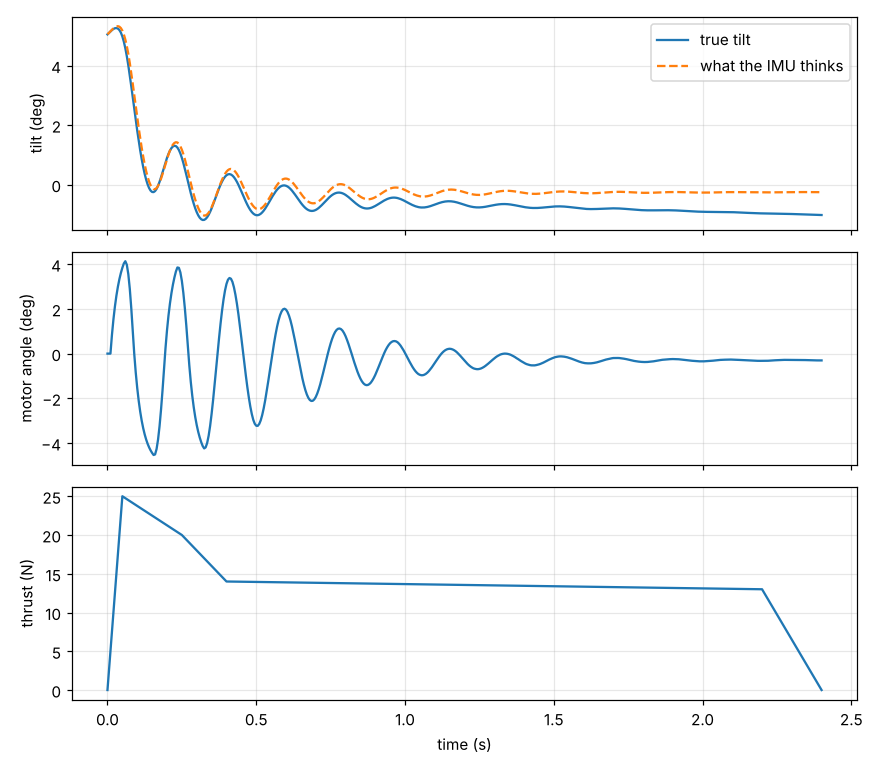 true tilt
what the IMU thinks
tilt (deg)
4
2
0
motor angle (deg)
4
2
0
−2
−4
thrust (N)
25
20
15
10
5
0
0.0 0.5 1.0 1.5 2.0 2.5
time (s)